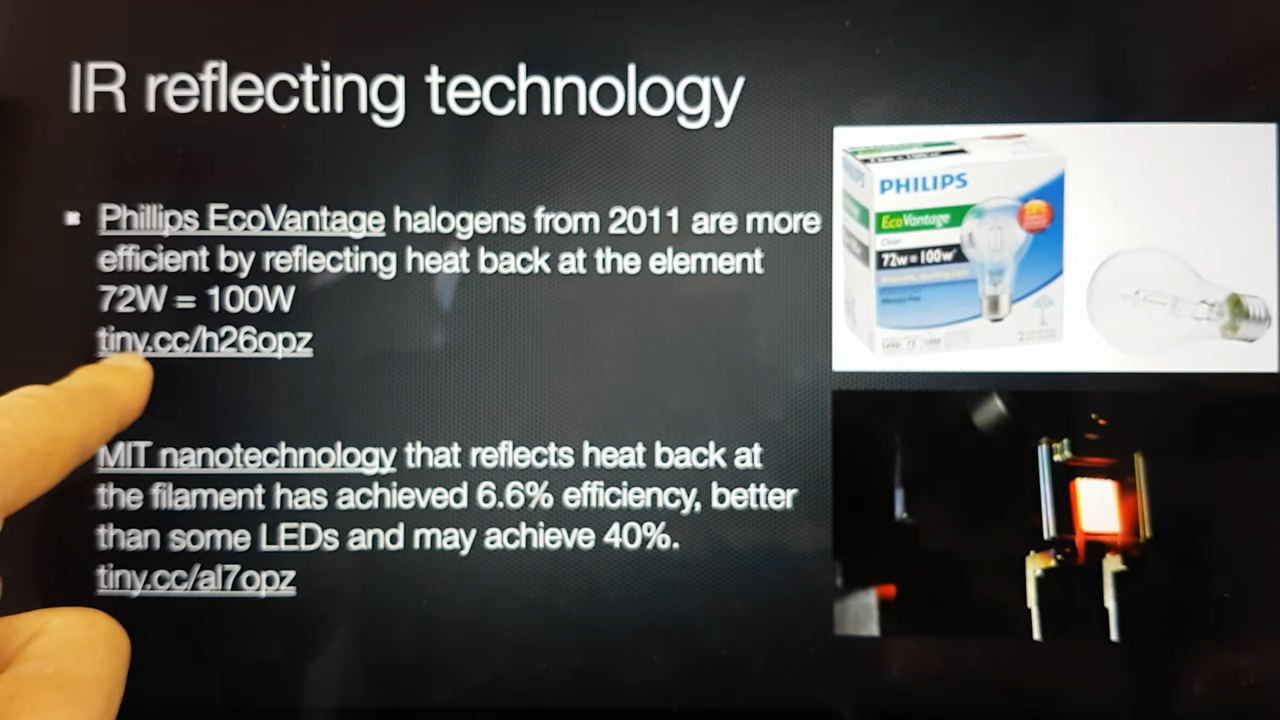 IR reflecting technology
Phillips EcoVantage halogens from 2011 are more
efficient by reflecting heat back at the element
72W = 100W
tiny.cc/h26opz
MIT nanotechnology that reflects heat back at
the filament has achieved 6.6% efficiency, better
than some LEDs and may achieve 40%.
tiny.cc/al7opz
PHILIPS
EcoVantage
Clear
72w=100w